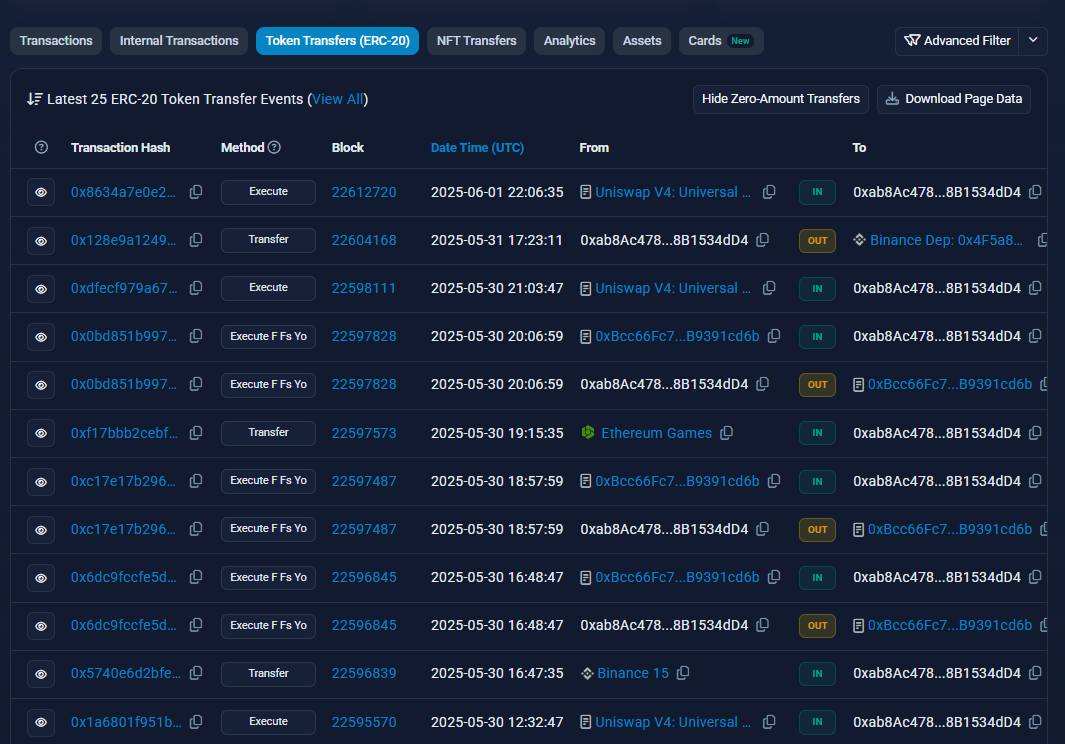 Transactions Internal Transactions Token Transfers (ERC-20) NFT Transfers Analytics Assets Cards New Advanced Filter
Latest 25 ERC-20 Token Transfer Events (View All) Hide Zero-Amount Transfers Download Page Data
Transaction Hash Method Block Date Time (UTC) From To
0x8634a7e0e2... Execute 22612720 2025-06-01 22:06:35 Uniswap V4: Universal ... IN 0xab8Ac478...8B1534dD4
0x128e9a1249... Transfer 22604168 2025-05-31 17:23:11 0xab8Ac478...8B1534dD4 OUT Binance Dep: 0x4F5a8...
0xdfecf979a67... Execute 22598111 2025-05-30 21:03:47 Uniswap V4: Universal ... IN 0xab8Ac478...8B1534dD4
0x0bd851b997... Execute F Fs Yo 22597828 2025-05-30 20:06:59 0xBcc66Fc7...B9391cd6b IN 0xab8Ac478...8B1534dD4
0x0bd851b997... Execute F Fs Yo 22597828 2025-05-30 20:06:59 0xab8Ac478...8B1534dD4 OUT 0xBcc66Fc7...B9391cd6b
0xf17bbb2cebf... Transfer 22597573 2025-05-30 19:15:35 Ethereum Games IN 0xab8Ac478...8B1534dD4
0xc17e17b296... Execute F Fs Yo 22597487 2025-05-30 18:57:59 0xBcc66Fc7...B9391cd6b IN 0xab8Ac478...8B1534dD4
0xc17e17b296... Execute F Fs Yo 22597487 2025-05-30 18:57:59 0xab8Ac478...8B1534dD4 OUT 0xBcc66Fc7...B9391cd6b
0x6dc9fccfe5d... Execute F Fs Yo 22596845 2025-05-30 16:48:47 0xBcc66Fc7...B9391cd6b IN 0xab8Ac478...8B1534dD4
0x6dc9fccfe5d... Execute F Fs Yo 22596845 2025-05-30 16:48:47 0xab8Ac478...8B1534dD4 OUT 0xBcc66Fc7...B9391cd6b
0x5740e6d2bfe... Transfer 22596839 2025-05-30 16:47:35 Binance 15 IN 0xab8Ac478...8B1534dD4
0x1a6801f951b... Execute 22595570 2025-05-30 12:32:47 Uniswap V4: Universal ... IN 0xab8Ac478...8B1534dD4